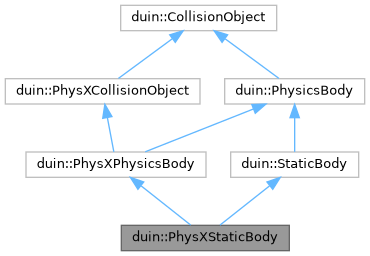 duin::CollisionObject
duin::PhysXCollisionObject
duin::PhysicsBody
duin::PhysXPhysicsBody
duin::StaticBody
duin::PhysXStaticBody